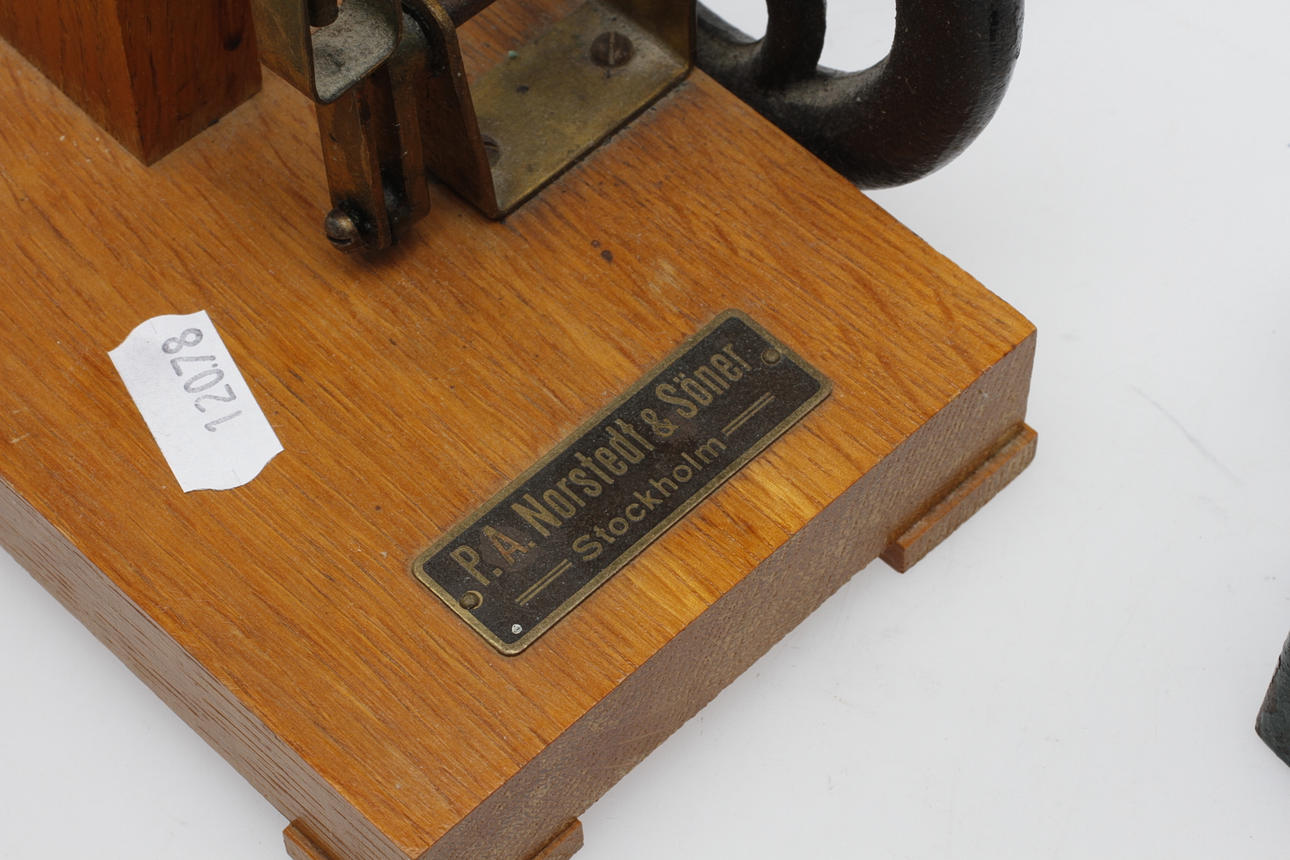 P. A. Norstedt & Söner
Stockholm
12078